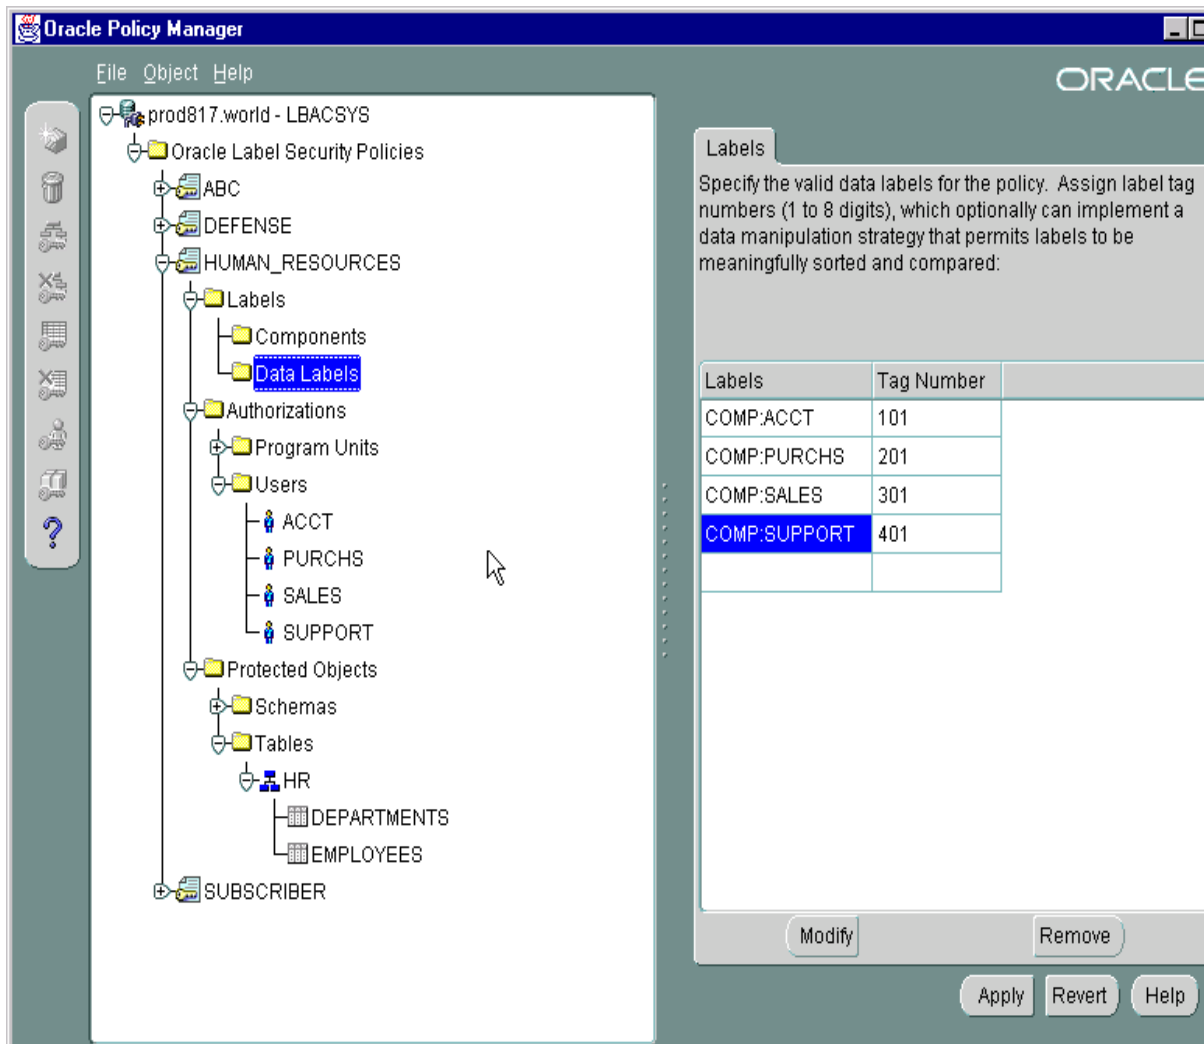 Oracle Policy Manager
File Object Help
ORACLE
prod817.world - LBACSYS
Oracle Label Security Policies
ABC
DEFENSE
HUMAN_RESOURCES
Labels
Components
Data Labels
Authorizations
Program Units
Users
ACCT
PURCHS
SALES
SUPPORT
Protected Objects
Schemas
Tables
HR
DEPARTMENTS
EMPLOYEES
SUBSCRIBER
Labels
Specify the valid data labels for the policy. Assign label tag
numbers (1 to 8 digits), which optionally can implement a
data manipulation strategy that permits labels to be
meaningfully sorted and compared:
Labels Tag Number
COMP:ACCT 101
COMP:PURCHS 201
COMP:SALES 301
COMP:SUPPORT 401
Modify Remove
Apply Revert Help